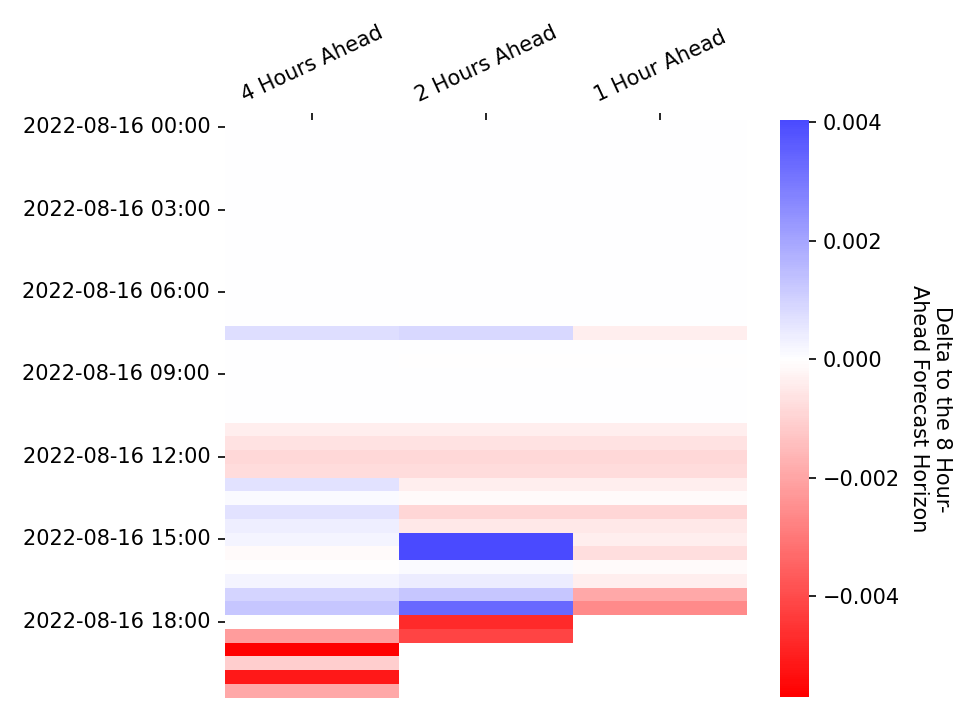 4 Hours Ahead
2 Hours Ahead
1 Hour Ahead
2022-08-16 00:00
2022-08-16 03:00
2022-08-16 06:00
2022-08-16 09:00
2022-08-16 12:00
2022-08-16 15:00
2022-08-16 18:00
0.004
0.002
0.000
−0.002
−0.004
Delta to the 8 Hour-
Ahead Forecast Horizon